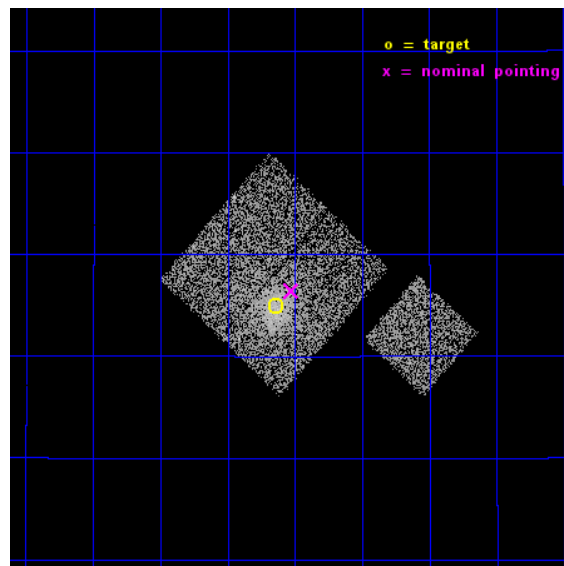 o = target
x = nominal pointing